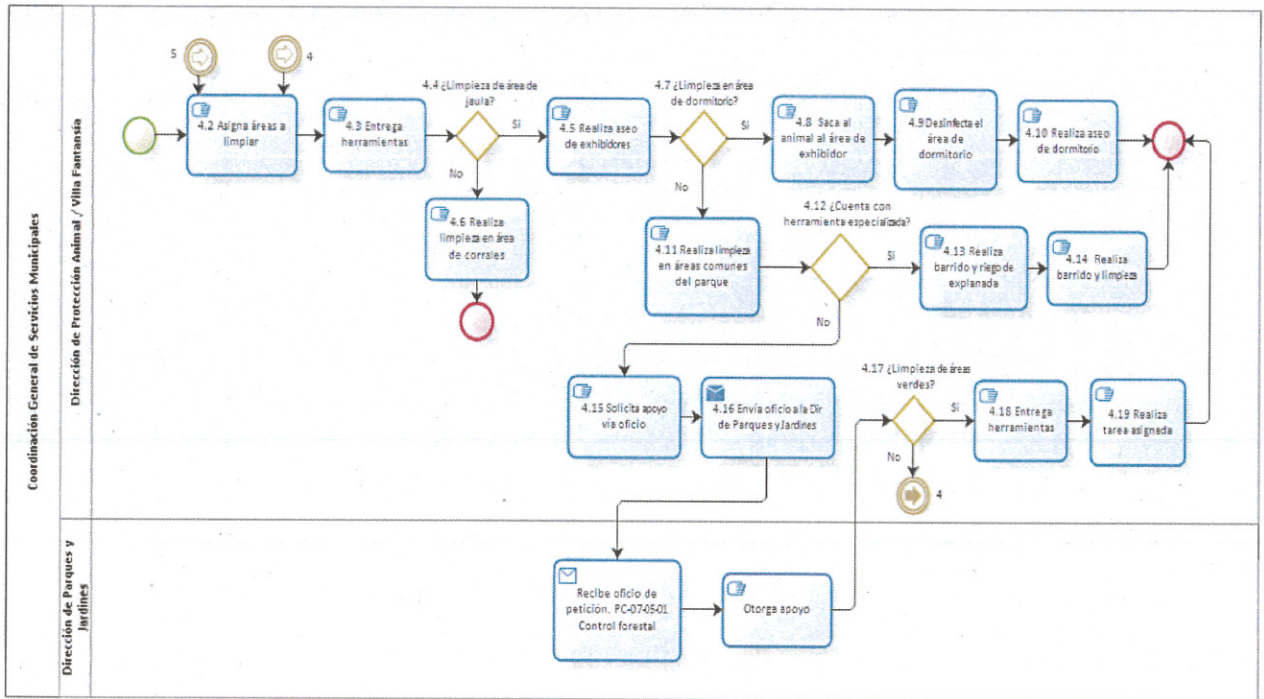 Coordinación General de Servicios Municipales
Dirección de Protección Animal / Villa Fantasía
5
4
4.2 Asigna áreas a
limpiar
4.3 Entrega
herramientas
4.4 ¿Limpieza de área de
jaula?
Si
No
4.5 Realiza aseo
de exhibidores
4.6 Realiza
limpieza en área
de corrales
4.7 ¿Limpieza en área
de dormitorio?
Si
No
4.8 Saca al
animal al área de
exhibidor
4.9 Desinfecta el
área de
dormitorio
4.10 Realiza aseo
de dormitorio
4.11 Realiza limpieza
en áreas comunes
del parque
4.12 ¿Cuenta con
herramienta especializada?
Si
No
4.13 Realiza
barrido y riego de
explanada
4.14 Realiza
barrido y limpieza
4.15 Solicita apoyo
vía oficio
4.16 Envía oficio a la Dir
de Parques y Jardines
4.17 ¿Limpieza de áreas
verdes?
Si
No
4
4.18 Entrega
herramientas
4.19 Realiza
tarea asignada
Dirección de Parques y
Jardines
Recibe oficio de
petición. PC-07-05-01
Control forestal
Otorga apoyo